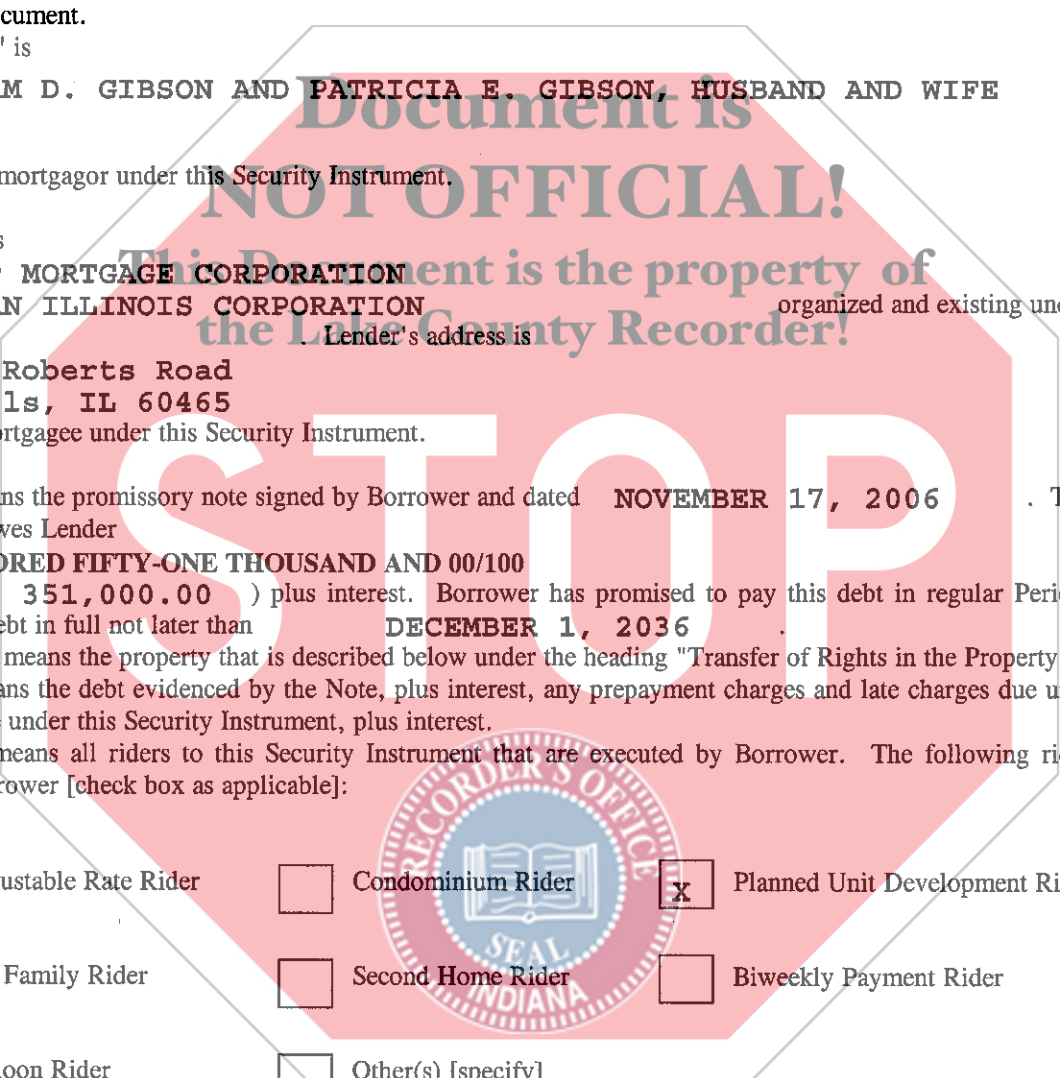 cument.
' is
M D. GIBSON AND PATRICIA E. GIBSON, HUSBAND AND WIFE
Document is
mortgagor under this Security Instrument.
NOT OFFICIAL!
s
This Document is the property of
MORTGAGE CORPORATION
N ILLINOIS CORPORATION organized and existing und
the Lake County Recorder!
. Lender's address is
Roberts Road
ls, IL 60465
rtgagee under this Security Instrument.
STOP
ns the promissory note signed by Borrower and dated NOVEMBER 17, 2006 . T
ves Lender
DRED FIFTY-ONE THOUSAND AND 00/100
351,000.00 ) plus interest. Borrower has promised to pay this debt in regular Peri
ebt in full not later than DECEMBER 1, 2036 .
means the property that is described below under the heading "Transfer of Rights in the Property
ans the debt evidenced by the Note, plus interest, any prepayment charges and late charges due u
under this Security Instrument, plus interest.
means all riders to this Security Instrument that are executed by Borrower. The following ri
rower [check box as applicable]:
RECORDER'S OFFICE
ustable Rate Rider Condominium Rider X Planned Unit Development Ri
SEAL
Family Rider Second Home Rider Biweekly Payment Rider
INDIANA
loon Rider Other(s) [specify]